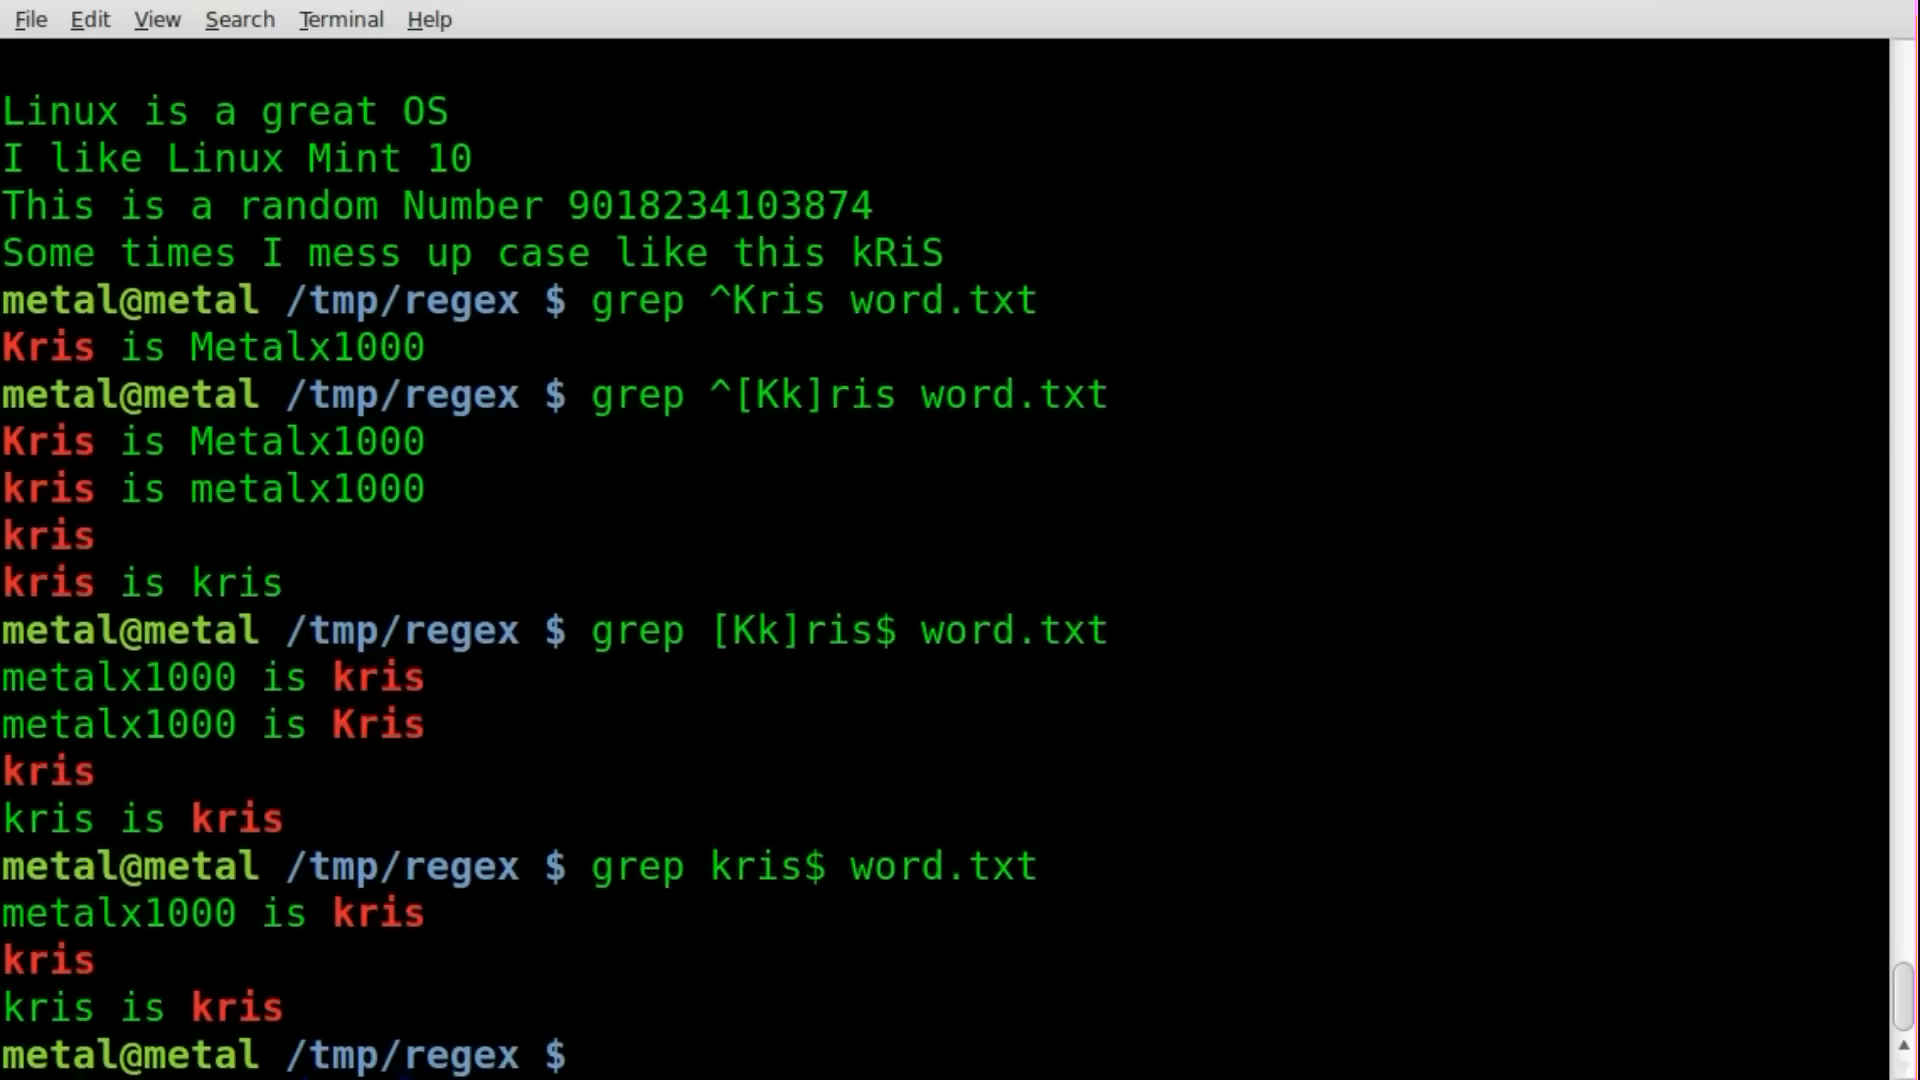 File Edit View Search Terminal Help
Linux is a great OS
I like Linux Mint 10
This is a random Number 9018234103874
Some times I mess up case like this kRiS
metal@metal /tmp/regex $ grep ^Kris word.txt
Kris is Metalx1000
metal@metal /tmp/regex $ grep ^[Kk]ris word.txt
Kris is Metalx1000
kris is metalx1000
kris
kris is kris
metal@metal /tmp/regex $ grep [Kk]ris$ word.txt
metalx1000 is kris
metalx1000 is Kris
kris
kris is kris
metal@metal /tmp/regex $ grep kris$ word.txt
metalx1000 is kris
kris
kris is kris
metal@metal /tmp/regex $